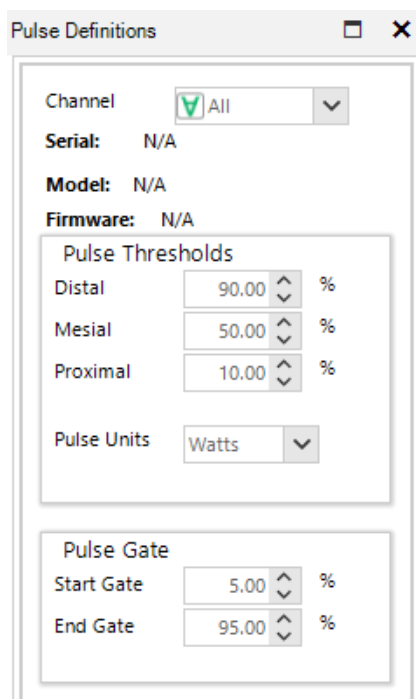 Pulse Definitions
Channel All
Serial: N/A
Model: N/A
Firmware: N/A
Pulse Thresholds
Distal 90.00 %
Mesial 50.00 %
Proximal 10.00 %
Pulse Units Watts
Pulse Gate
Start Gate 5.00 %
End Gate 95.00 %